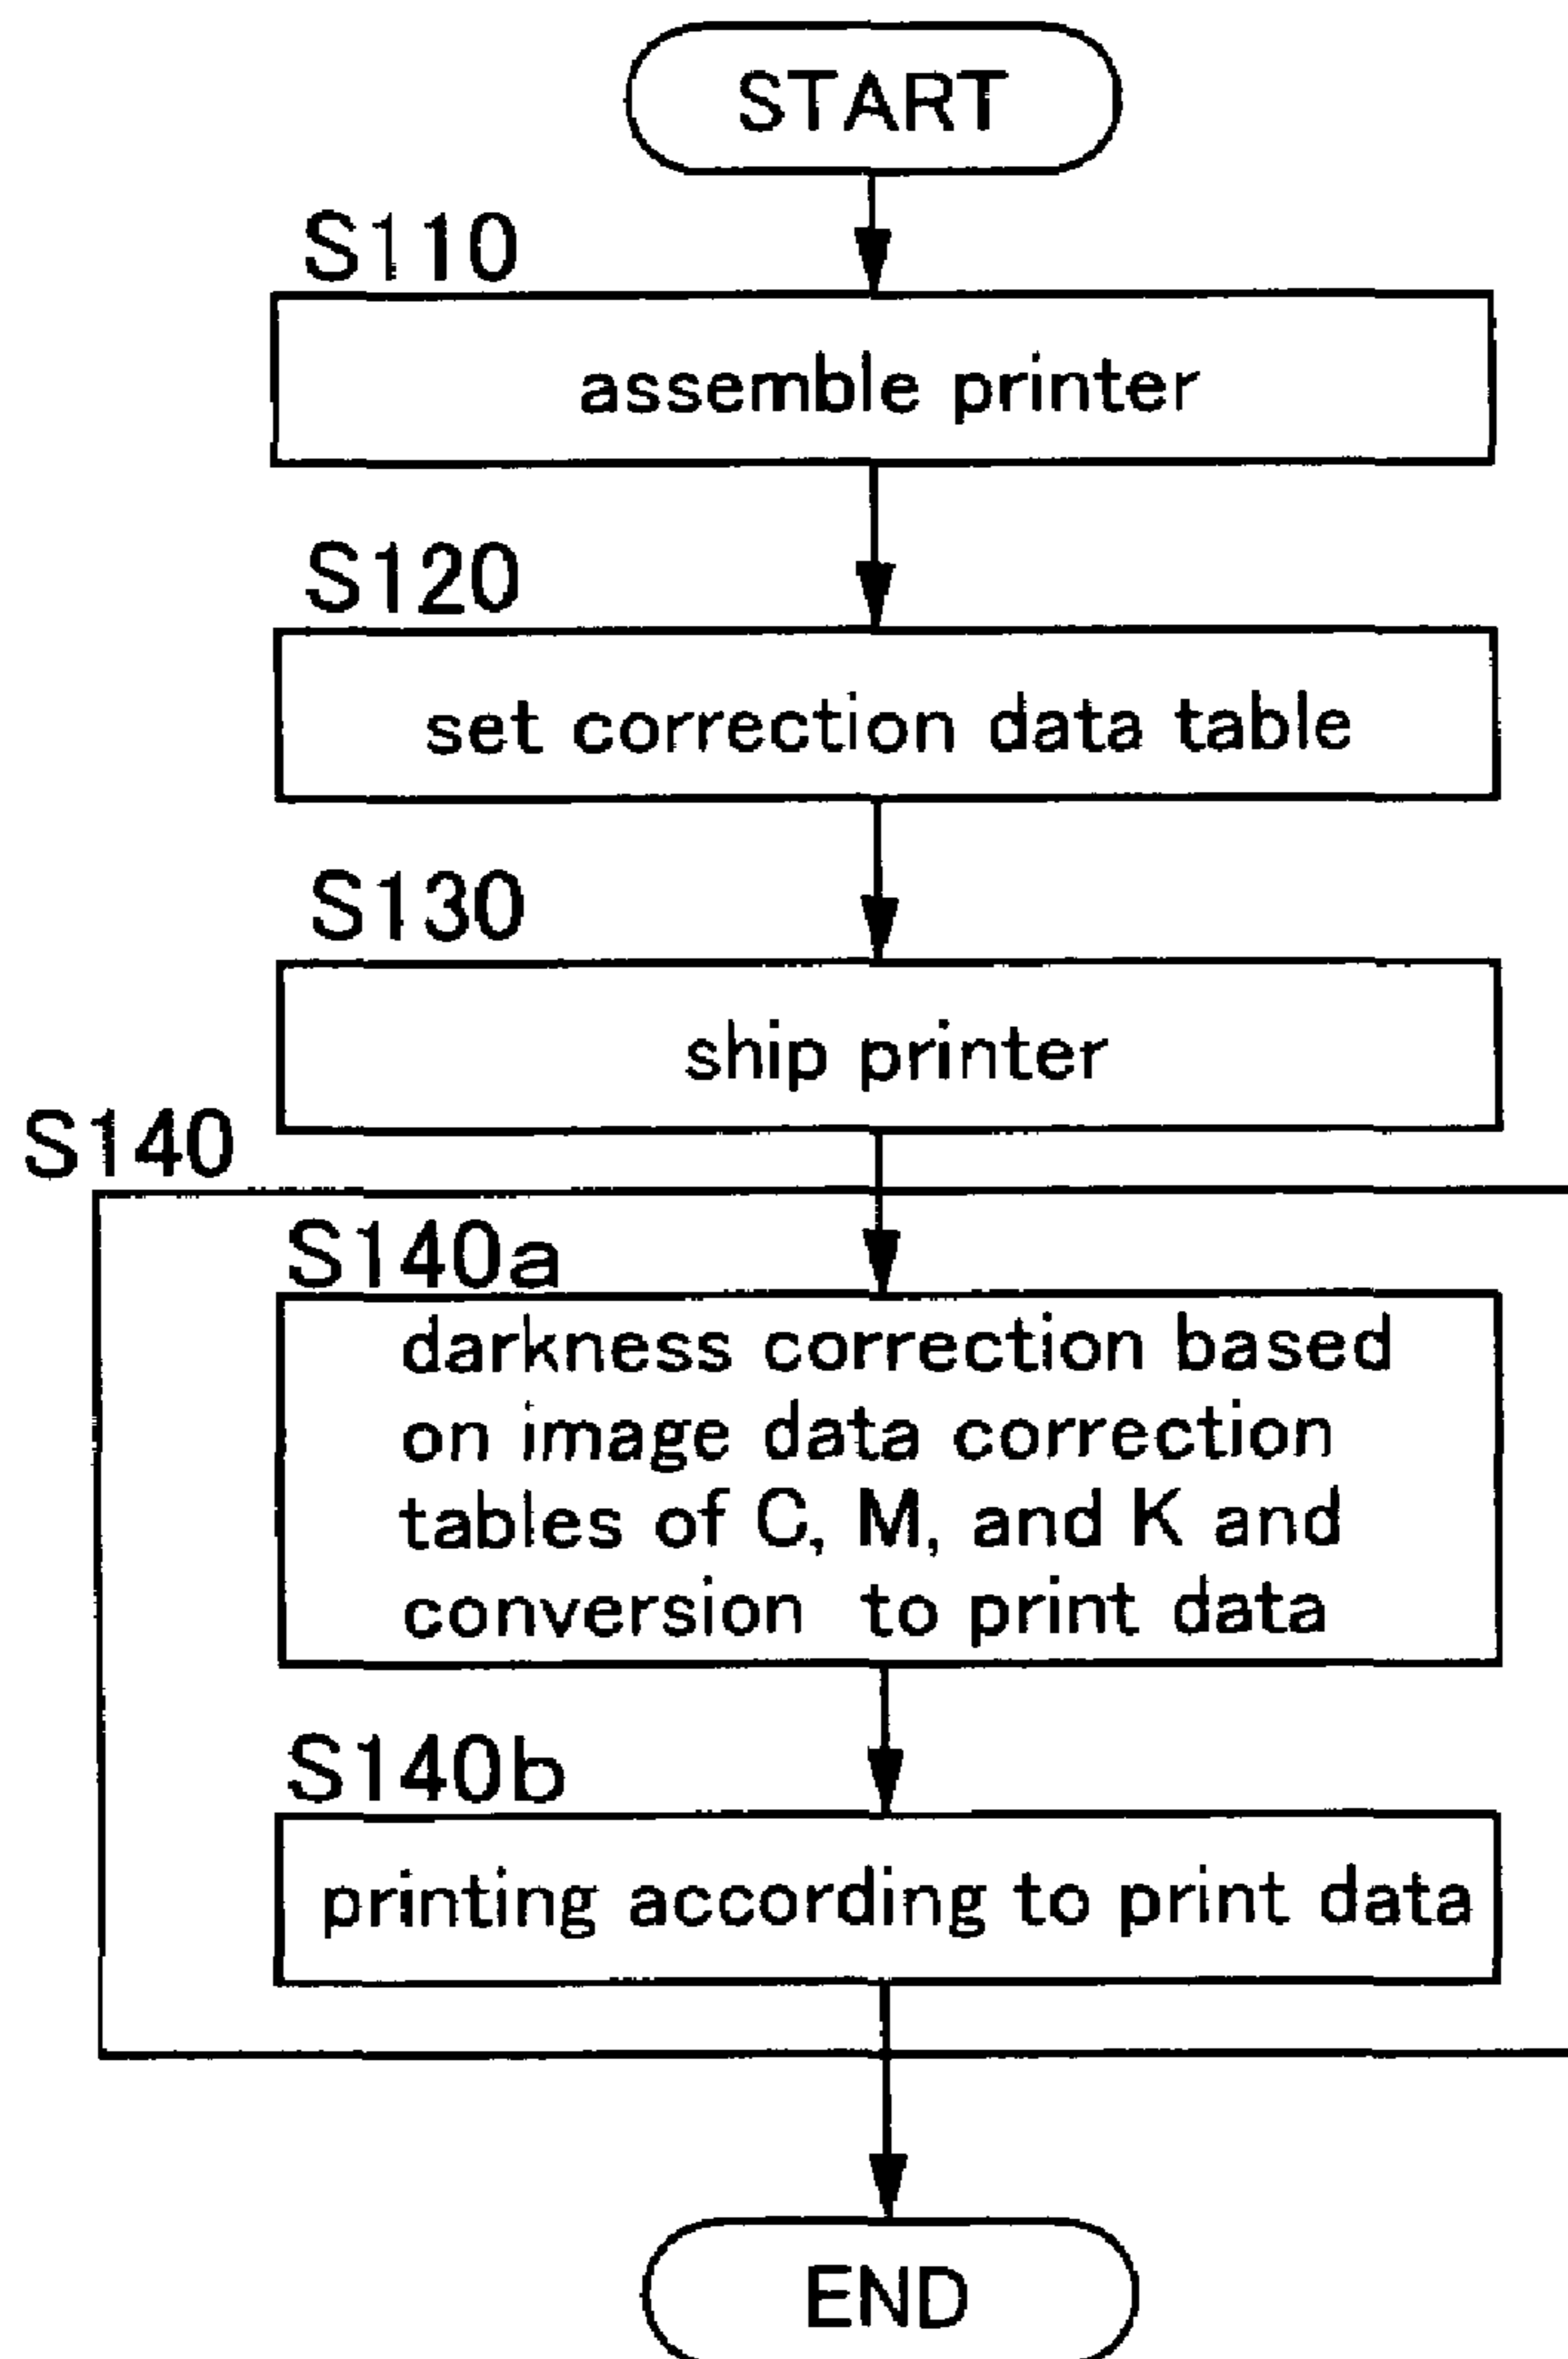 START
S110
assemble printer
S120
set correction data table
S130
ship printer
S140
S140a
darkness correction based
on image data correction
tables of C, M, and K and
conversion to print data
S140b
printing according to print data
END